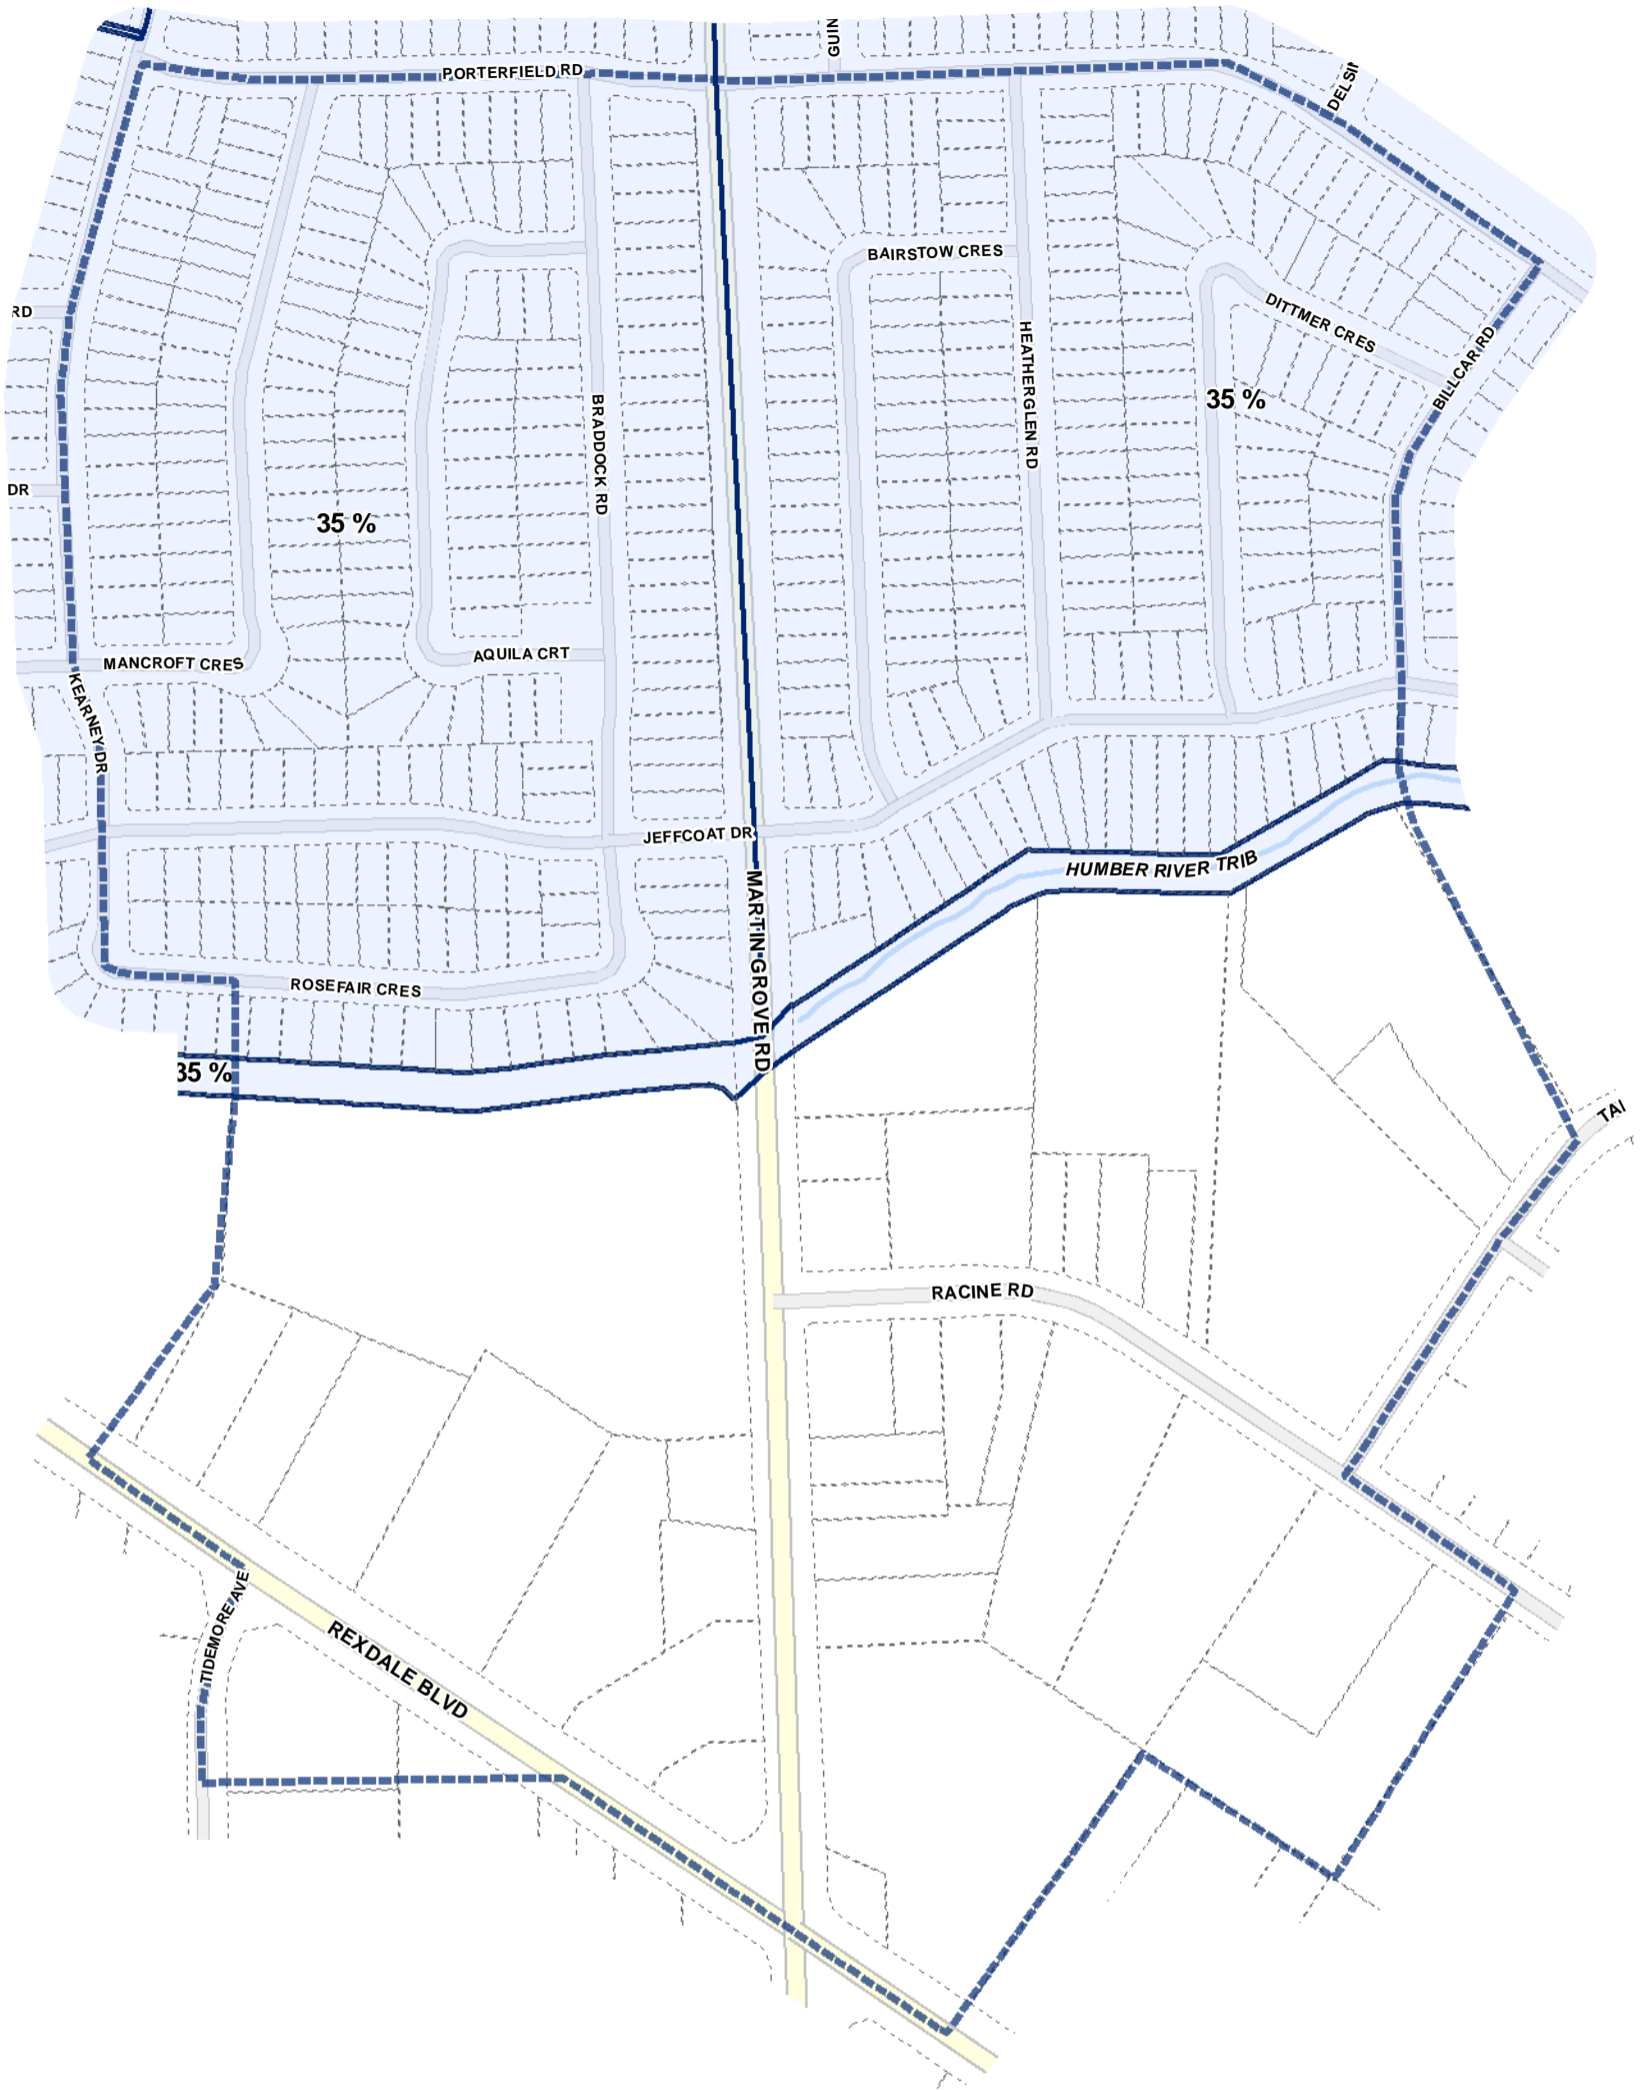 GUIN
PORTERFIELD RD
DELSIN
BAIRSTOW CRES
DITTMER CRES
RD
BILLCAR RD
HEATHERGLEN RD
35 %
BRADDOCK RD
DR
35 %
MANCROFT CRES
AQUILA CRT
KEARNEY DR
JEFFCOAT DR
HUMBER RIVER TRIB
MARTIN GROVE RD
ROSEFAIR CRES
35 %
TAI
RACINE RD
TIDEMORE AVE
REXDALE BLVD